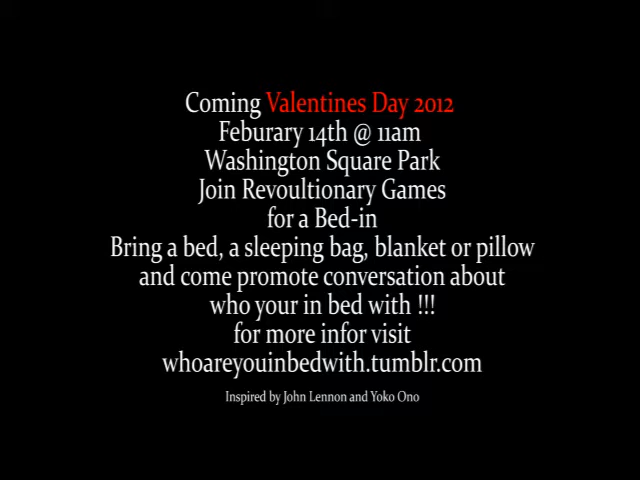 Coming Valentines Day 2012
Feburary 14th @ 11am
Washington Square Park
Join Revoultionary Games
for a Bed-in
Bring a bed, a sleeping bag, blanket or pillow
and come promote conversation about
who your in bed with !!!
for more infor visit
whoareyouinbedwith.tumblr.com
Inspired by John Lennon and Yoko Ono